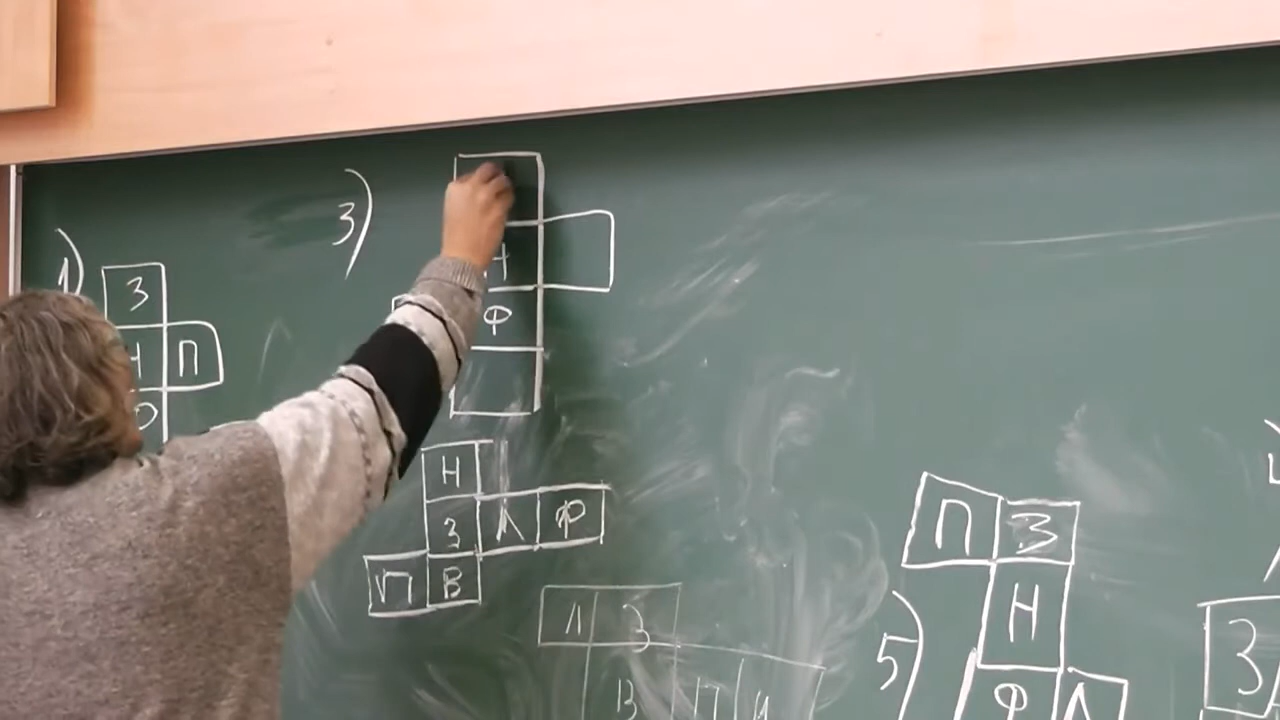 1)
3)
З
Н П
Ф
Н
З Л Ф
П В
Л З
В П Н
5)
П З
Н
Ф Л
З